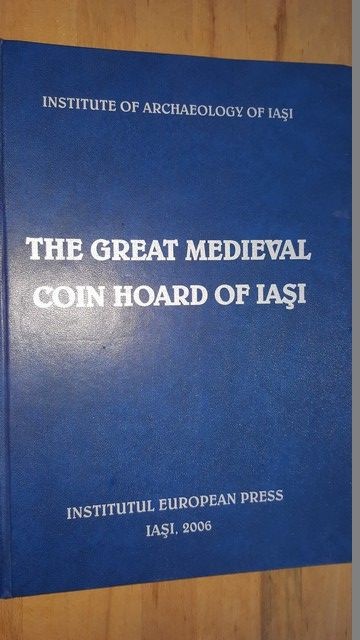 INSTITUTE OF ARCHAEOLOGY OF IAŞI
THE GREAT MEDIEVAL
COIN HOARD OF IAŞI
INSTITUTUL EUROPEAN PRESS
IAŞI, 2006